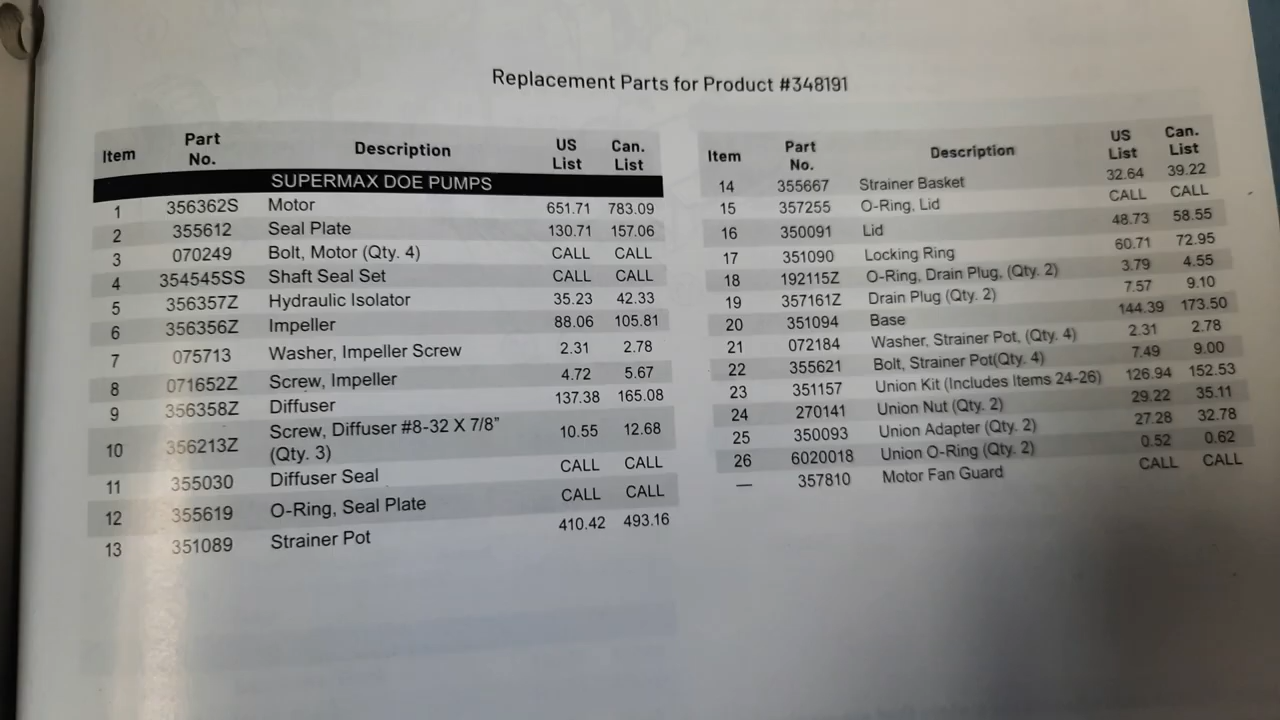 Replacement Parts for Product #348191
Item Part No. Description US List Can. List
SUPERMAX DOE PUMPS
1 356362S Motor 651.71 783.09
2 355612 Seal Plate 130.71 157.06
3 070249 Bolt, Motor (Qty. 4) CALL CALL
4 354545SS Shaft Seal Set CALL CALL
5 356357Z Hydraulic Isolator 35.23 42.33
6 356356Z Impeller 88.06 105.81
7 075713 Washer, Impeller Screw 2.31 2.78
8 071652Z Screw, Impeller 4.72 5.67
9 356358Z Diffuser 137.38 165.08
10 356213Z Screw, Diffuser #8-32 X 7/8" (Qty. 3) 10.55 12.68
11 355030 Diffuser Seal CALL CALL
12 355619 O-Ring, Seal Plate CALL CALL
13 351089 Strainer Pot 410.42 493.16
Item Part No. Description US List Can. List
14 355667 Strainer Basket 32.64 39.22
15 357255 O-Ring, Lid CALL CALL
16 350091 Lid 48.73 58.55
17 351090 Locking Ring 60.71 72.95
18 192115Z O-Ring, Drain Plug, (Qty. 2) 3.79 4.55
19 357161Z Drain Plug (Qty. 2) 7.57 9.10
20 351094 Base 144.39 173.50
21 072184 Washer, Strainer Pot, (Qty. 4) 2.31 2.78
22 355621 Bolt, Strainer Pot(Qty. 4) 7.49 9.00
23 351157 Union Kit (Includes Items 24-26) 126.94 152.53
24 270141 Union Nut (Qty. 2) 29.22 35.11
25 350093 Union Adapter (Qty. 2) 27.28 32.78
26 6020018 Union O-Ring (Qty. 2) 0.52 0.62
— 357810 Motor Fan Guard CALL CALL